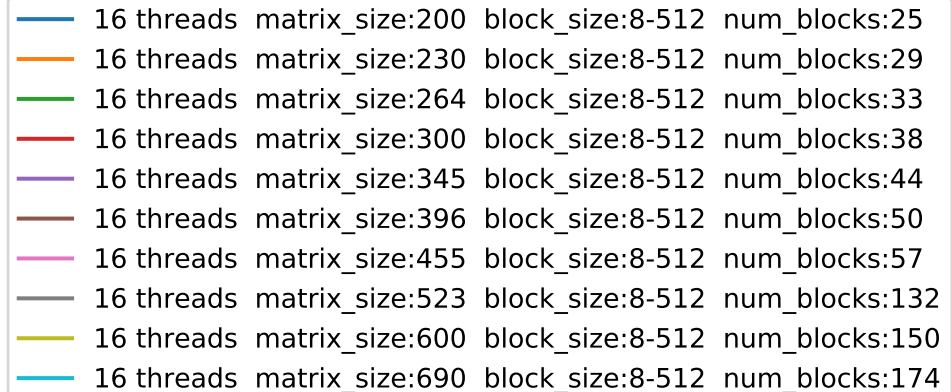 16 threads  matrix_size:200  block_size:8-512  num_blocks:25
16 threads  matrix_size:230  block_size:8-512  num_blocks:29
16 threads  matrix_size:264  block_size:8-512  num_blocks:33
16 threads  matrix_size:300  block_size:8-512  num_blocks:38
16 threads  matrix_size:345  block_size:8-512  num_blocks:44
16 threads  matrix_size:396  block_size:8-512  num_blocks:50
16 threads  matrix_size:455  block_size:8-512  num_blocks:57
16 threads  matrix_size:523  block_size:8-512  num_blocks:132
16 threads  matrix_size:600  block_size:8-512  num_blocks:150
16 threads  matrix_size:690  block_size:8-512  num_blocks:174